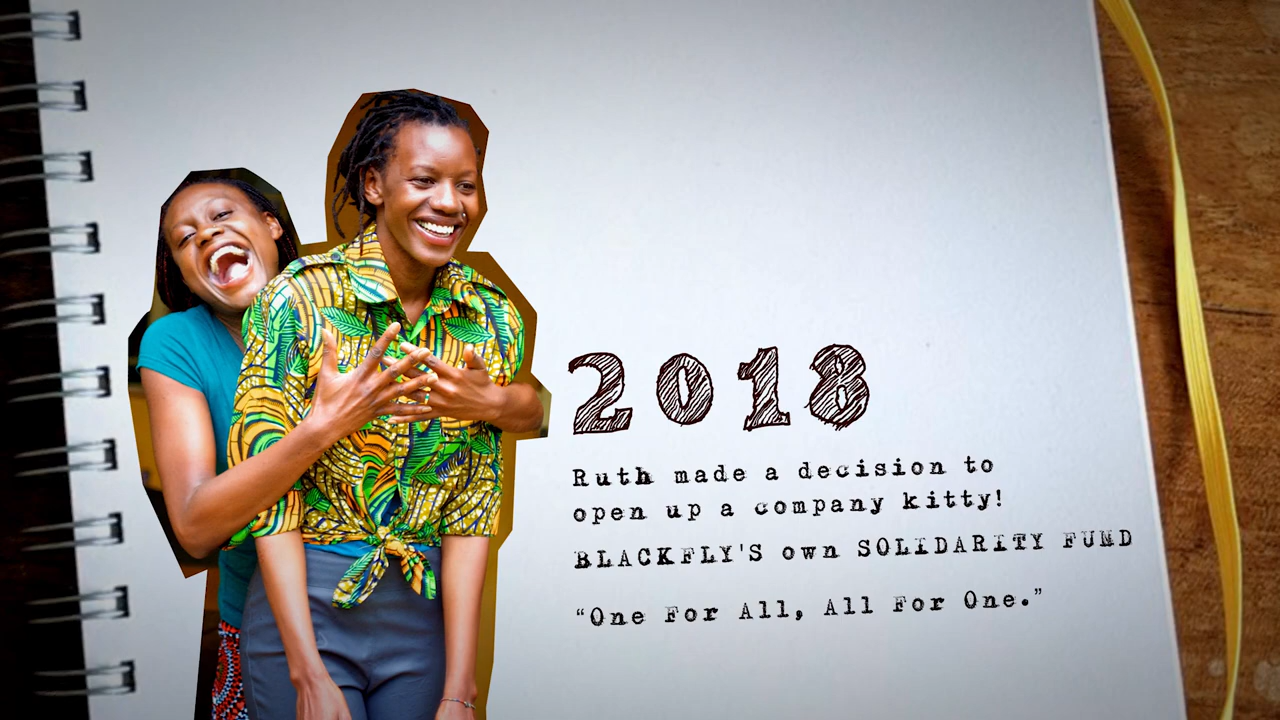 2018
Ruth made a decision to
open up a company kitty!
BLACKFLY'S own SOLIDARITY FUND
“One For All, All For One.”